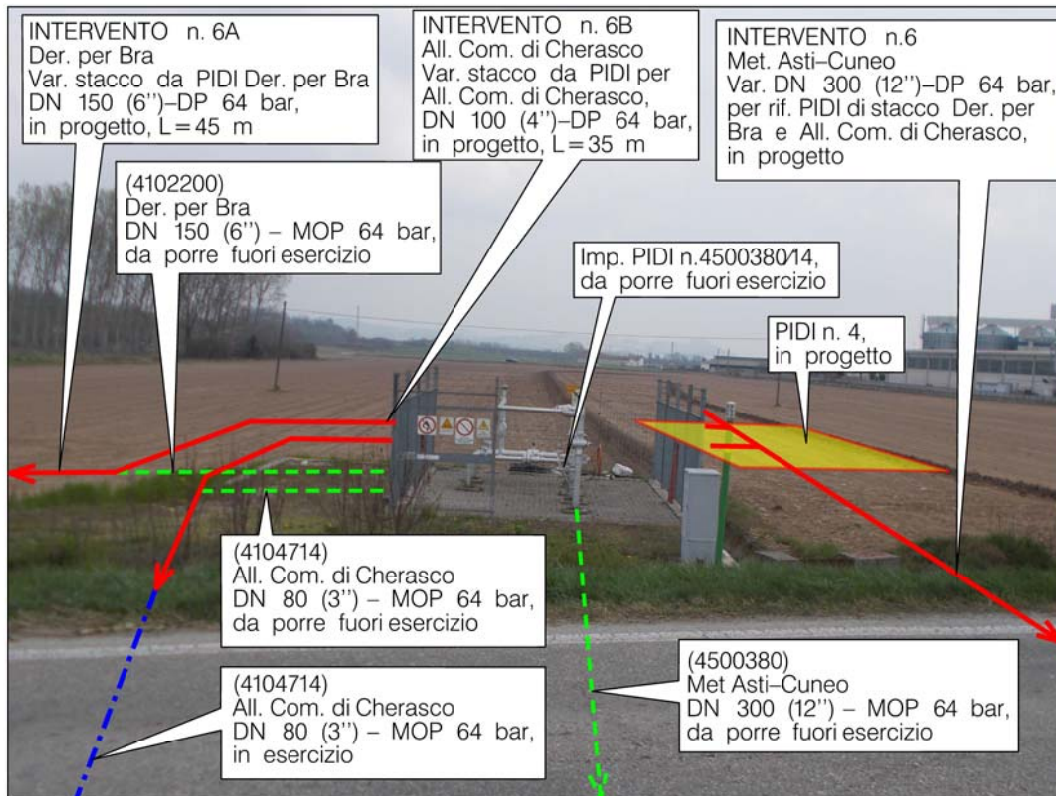 INTERVENTO n. 6A
Der. per Bra
Var. stacco da PIDI Der. per Bra
DN 150 (6'')–DP 64 bar,
in progetto, L=45 m
INTERVENTO n. 6B
All. Com. di Cherasco
Var. stacco da PIDI per
All. Com. di Cherasco,
DN 100 (4'')–DP 64 bar,
in progetto, L=35 m
INTERVENTO n.6
Met. Asti–Cuneo
Var. DN 300 (12'')–DP 64 bar,
per rif. PIDI di stacco Der. per
Bra e All. Com. di Cherasco,
in progetto
(4102200)
Der. per Bra
DN 150 (6'') – MOP 64 bar,
da porre fuori esercizio
Imp. PIDI n.4500380/14,
da porre fuori esercizio
PIDI n. 4,
in progetto
(4104714)
All. Com. di Cherasco
DN 80 (3'') – MOP 64 bar,
da porre fuori esercizio
(4104714)
All. Com. di Cherasco
DN 80 (3'') – MOP 64 bar,
in esercizio
(4500380)
Met Asti–Cuneo
DN 300 (12'') – MOP 64 bar,
da porre fuori esercizio